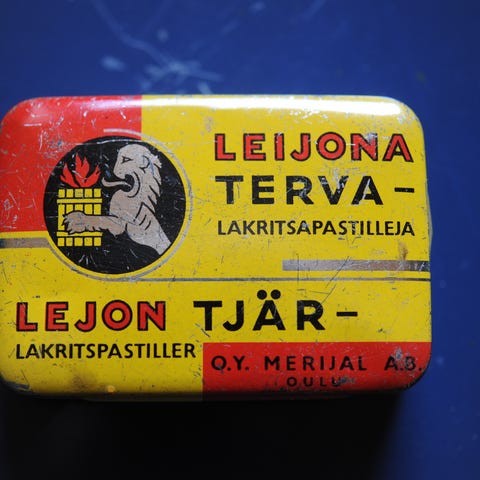 LEIJONA
TERVA-
LAKRITSAPASTILLEJA
LEJON TJÄR-
LAKRITSPASTILLER
O.Y. MERIJAL A.B.
OULU